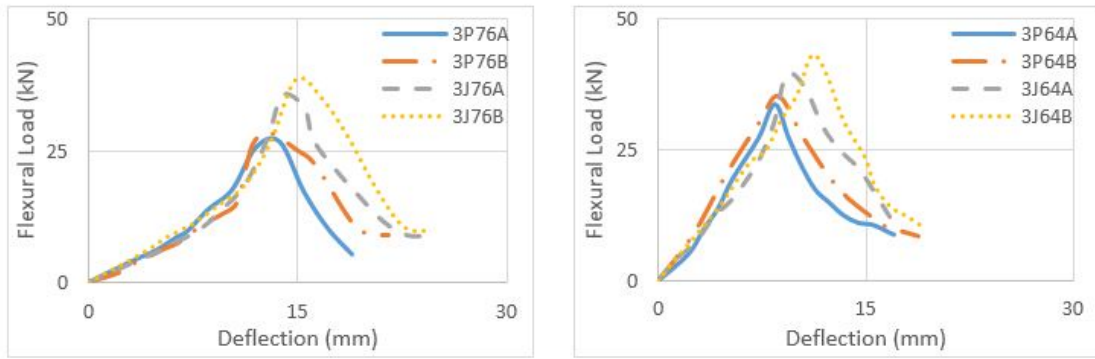 50
25
0
Flexural Load (kN)
3P76A
3P76B
3J76A
3J76B
0
15
30
Deflection (mm)
50
25
0
Flexural Load (kN)
3P64A
3P64B
3J64A
3J64B
0
15
30
Deflection (mm)